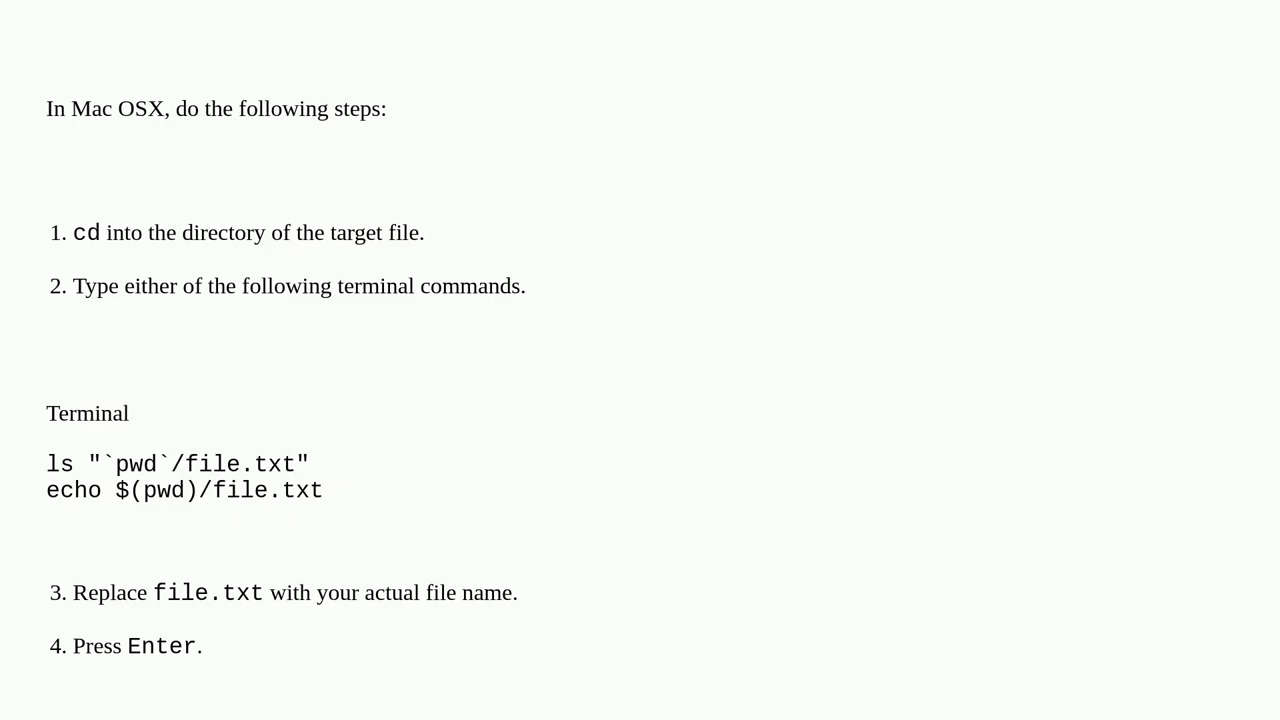 In Mac OSX, do the following steps:
1. cd into the directory of the target file.
2. Type either of the following terminal commands.
Terminal
ls "`pwd`/file.txt"
echo $(pwd)/file.txt
3. Replace file.txt with your actual file name.
4. Press Enter.